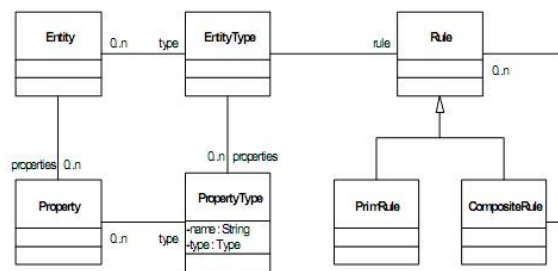 Entity
0..n
type
EntityType
rule
Rule
0..n
properties
0..n
0..n
properties
Property
0..n
type
PropertyType
-name : String
-type : Type
PrimRule
CompositeRule